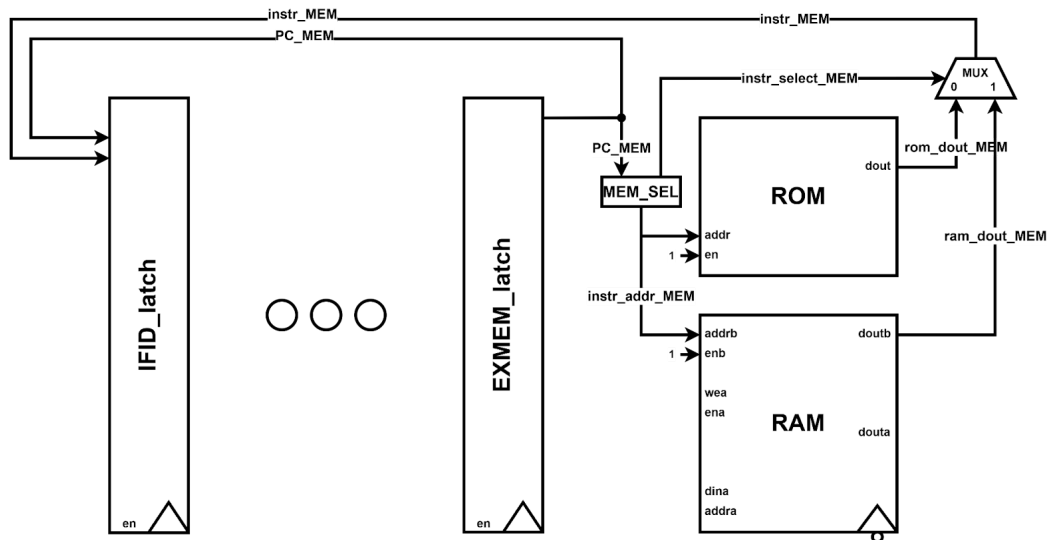 instr_MEM
instr_MEM
PC_MEM
MUX
0 1
instr_select_MEM
PC_MEM
rom_dout_MEM
dout
MEM_SEL
ROM
addr
1 en
ram_dout_MEM
instr_addr_MEM
IFID_latch
EXMEM_latch
addrb
doutb
1 enb
wea
ena
RAM
douta
dina
addra
en
en